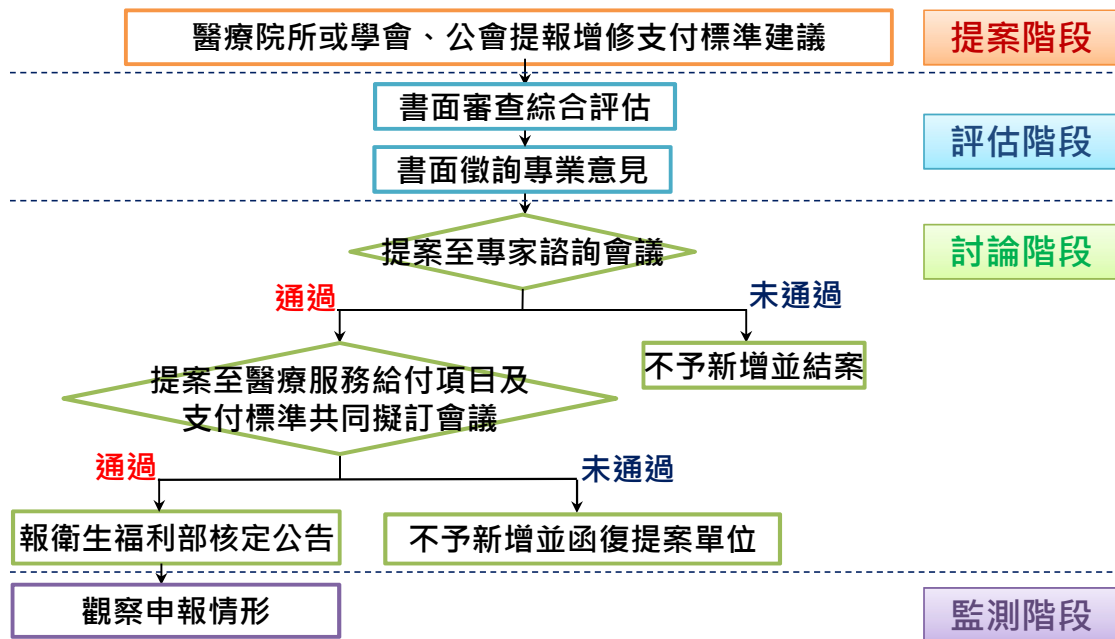 醫療院所或學會、公會提報增修支付標準建議
提案階段
書面審查綜合評估
書面徵詢專業意見
評估階段
提案至專家諮詢會議
討論階段
通過
未通過
不予新增並結案
提案至醫療服務給付項目及
支付標準共同擬訂會議
通過
未通過
報衛生福利部核定公告
不予新增並函復提案單位
觀察申報情形
監測階段